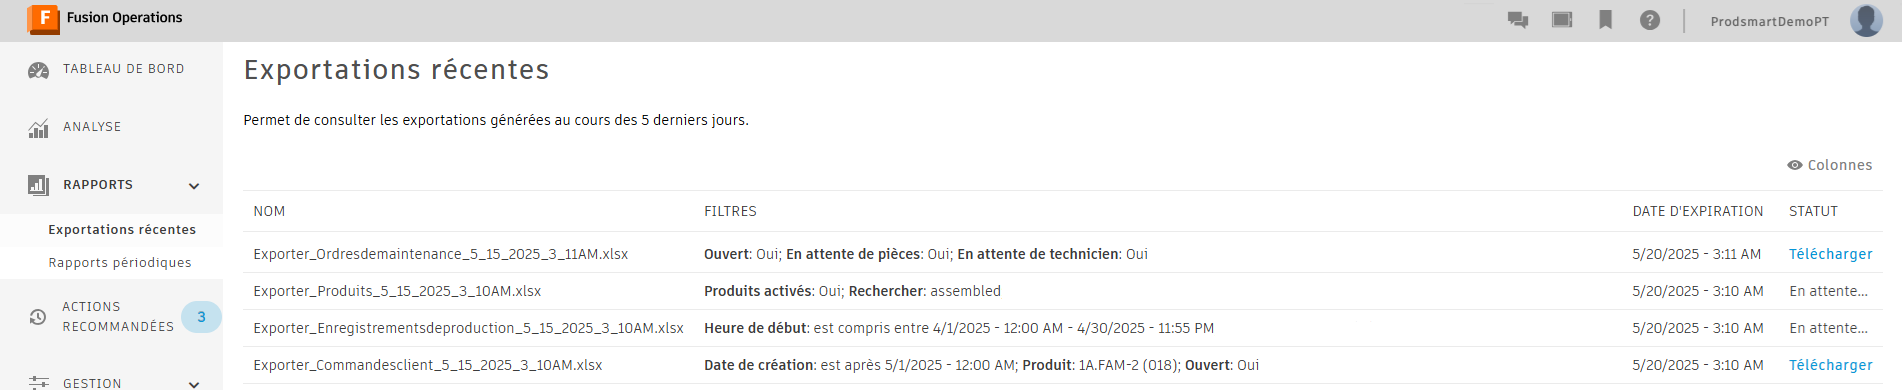 F Fusion Operations
? ProdsmartDemoPT
TABLEAU DE BORD
ANALYSE
RAPPORTS
Exportations récentes
Rapports périodiques
ACTIONS
RECOMMANDÉES
3
GESTION
Exportations récentes
Permet de consulter les exportations générées au cours des 5 derniers jours.
Colonnes
NOM FILTRES DATE D'EXPIRATION STATUT
Exporter_Ordresdemaintenance_5_15_2025_3_11AM.xlsx Ouvert: Oui; En attente de pièces: Oui; En attente de technicien: Oui 5/20/2025 - 3:11 AM Télécharger
Exporter_Produits_5_15_2025_3_10AM.xlsx Produits activés: Oui; Rechercher: assembled 5/20/2025 - 3:10 AM En attente...
Exporter_Enregistrementsdeproduction_5_15_2025_3_10AM.xlsx Heure de début: est compris entre 4/1/2025 - 12:00 AM - 4/30/2025 - 11:55 PM 5/20/2025 - 3:10 AM En attente...
Exporter_Commandesclient_5_15_2025_3_10AM.xlsx Date de création: est après 5/1/2025 - 12:00 AM; Produit: 1A.FAM-2 (018); Ouvert: Oui 5/20/2025 - 3:10 AM Télécharger